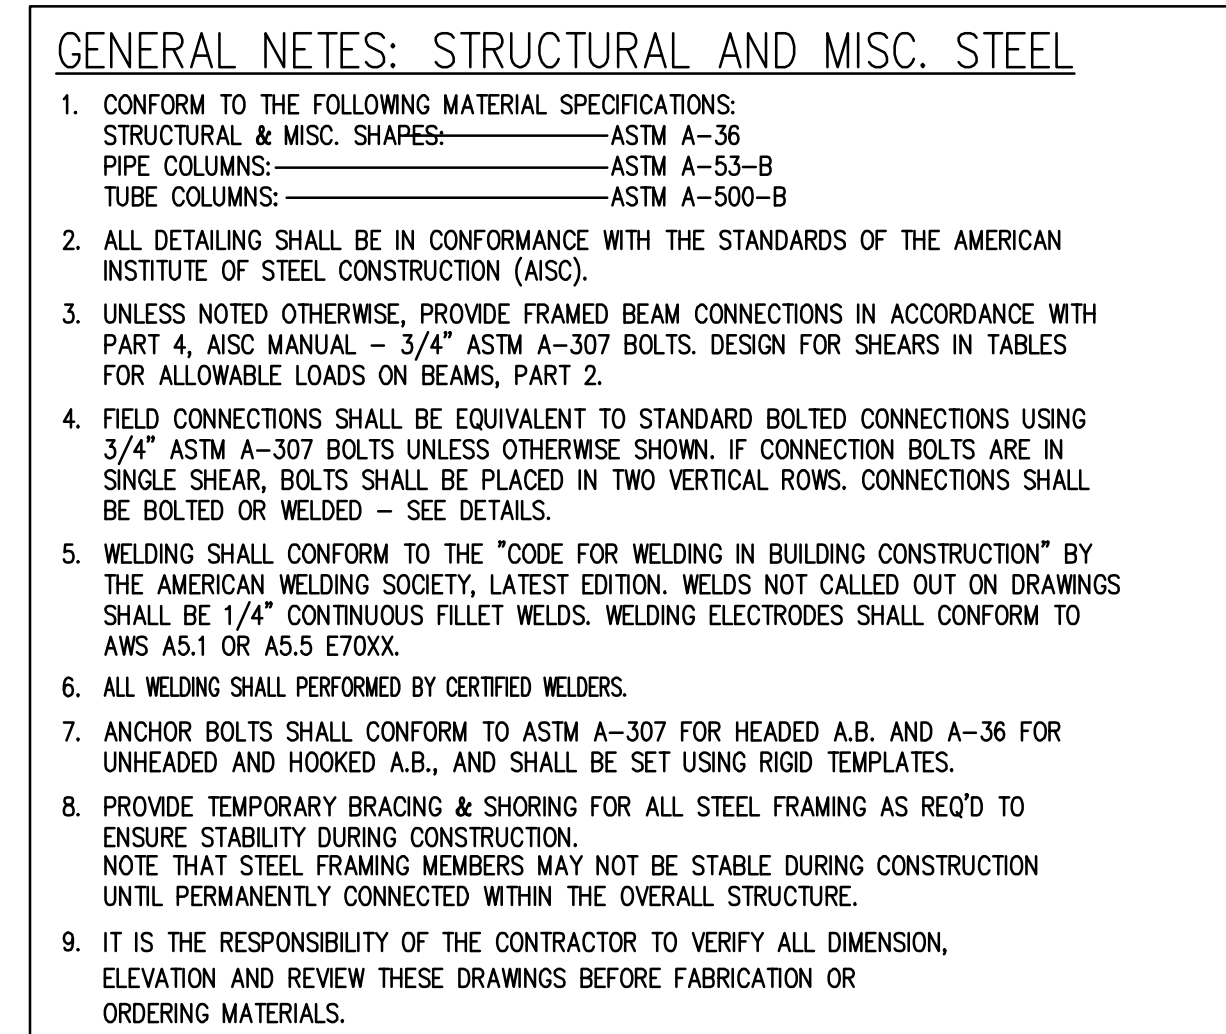 GENERAL NETES: STRUCTURAL AND MISC. STEEL
1. CONFORM TO THE FOLLOWING MATERIAL SPECIFICATIONS:
STRUCTURAL & MISC. SHAPES: ASTM A-36
PIPE COLUMNS: ASTM A-53-B
TUBE COLUMNS: ASTM A-500-B
2. ALL DETAILING SHALL BE IN CONFORMANCE WITH THE STANDARDS OF THE AMERICAN
INSTITUTE OF STEEL CONSTRUCTION (AISC).
3. UNLESS NOTED OTHERWISE, PROVIDE FRAMED BEAM CONNECTIONS IN ACCORDANCE WITH
PART 4, AISC MANUAL - 3/4" ASTM A-307 BOLTS. DESIGN FOR SHEARS IN TABLES
FOR ALLOWABLE LOADS ON BEAMS, PART 2.
4. FIELD CONNECTIONS SHALL BE EQUIVALENT TO STANDARD BOLTED CONNECTIONS USING
3/4" ASTM A-307 BOLTS UNLESS OTHERWISE SHOWN. IF CONNECTION BOLTS ARE IN
SINGLE SHEAR, BOLTS SHALL BE PLACED IN TWO VERTICAL ROWS. CONNECTIONS SHALL
BE BOLTED OR WELDED - SEE DETAILS.
5. WELDING SHALL CONFORM TO THE "CODE FOR WELDING IN BUILDING CONSTRUCTION" BY
THE AMERICAN WELDING SOCIETY, LATEST EDITION. WELDS NOT CALLED OUT ON DRAWINGS
SHALL BE 1/4" CONTINUOUS FILLET WELDS. WELDING ELECTRODES SHALL CONFORM TO
AWS A5.1 OR A5.5 E70XX.
6. ALL WELDING SHALL PERFORMED BY CERTIFIED WELDERS.
7. ANCHOR BOLTS SHALL CONFORM TO ASTM A-307 FOR HEADED A.B. AND A-36 FOR
UNHEADED AND HOOKED A.B., AND SHALL BE SET USING RIGID TEMPLATES.
8. PROVIDE TEMPORARY BRACING & SHORING FOR ALL STEEL FRAMING AS REQ'D TO
ENSURE STABILITY DURING CONSTRUCTION.
NOTE THAT STEEL FRAMING MEMBERS MAY NOT BE STABLE DURING CONSTRUCTION
UNTIL PERMANENTLY CONNECTED WITHIN THE OVERALL STRUCTURE.
9. IT IS THE RESPONSIBILITY OF THE CONTRACTOR TO VERIFY ALL DIMENSION,
ELEVATION AND REVIEW THESE DRAWINGS BEFORE FABRICATION OR
ORDERING MATERIALS.